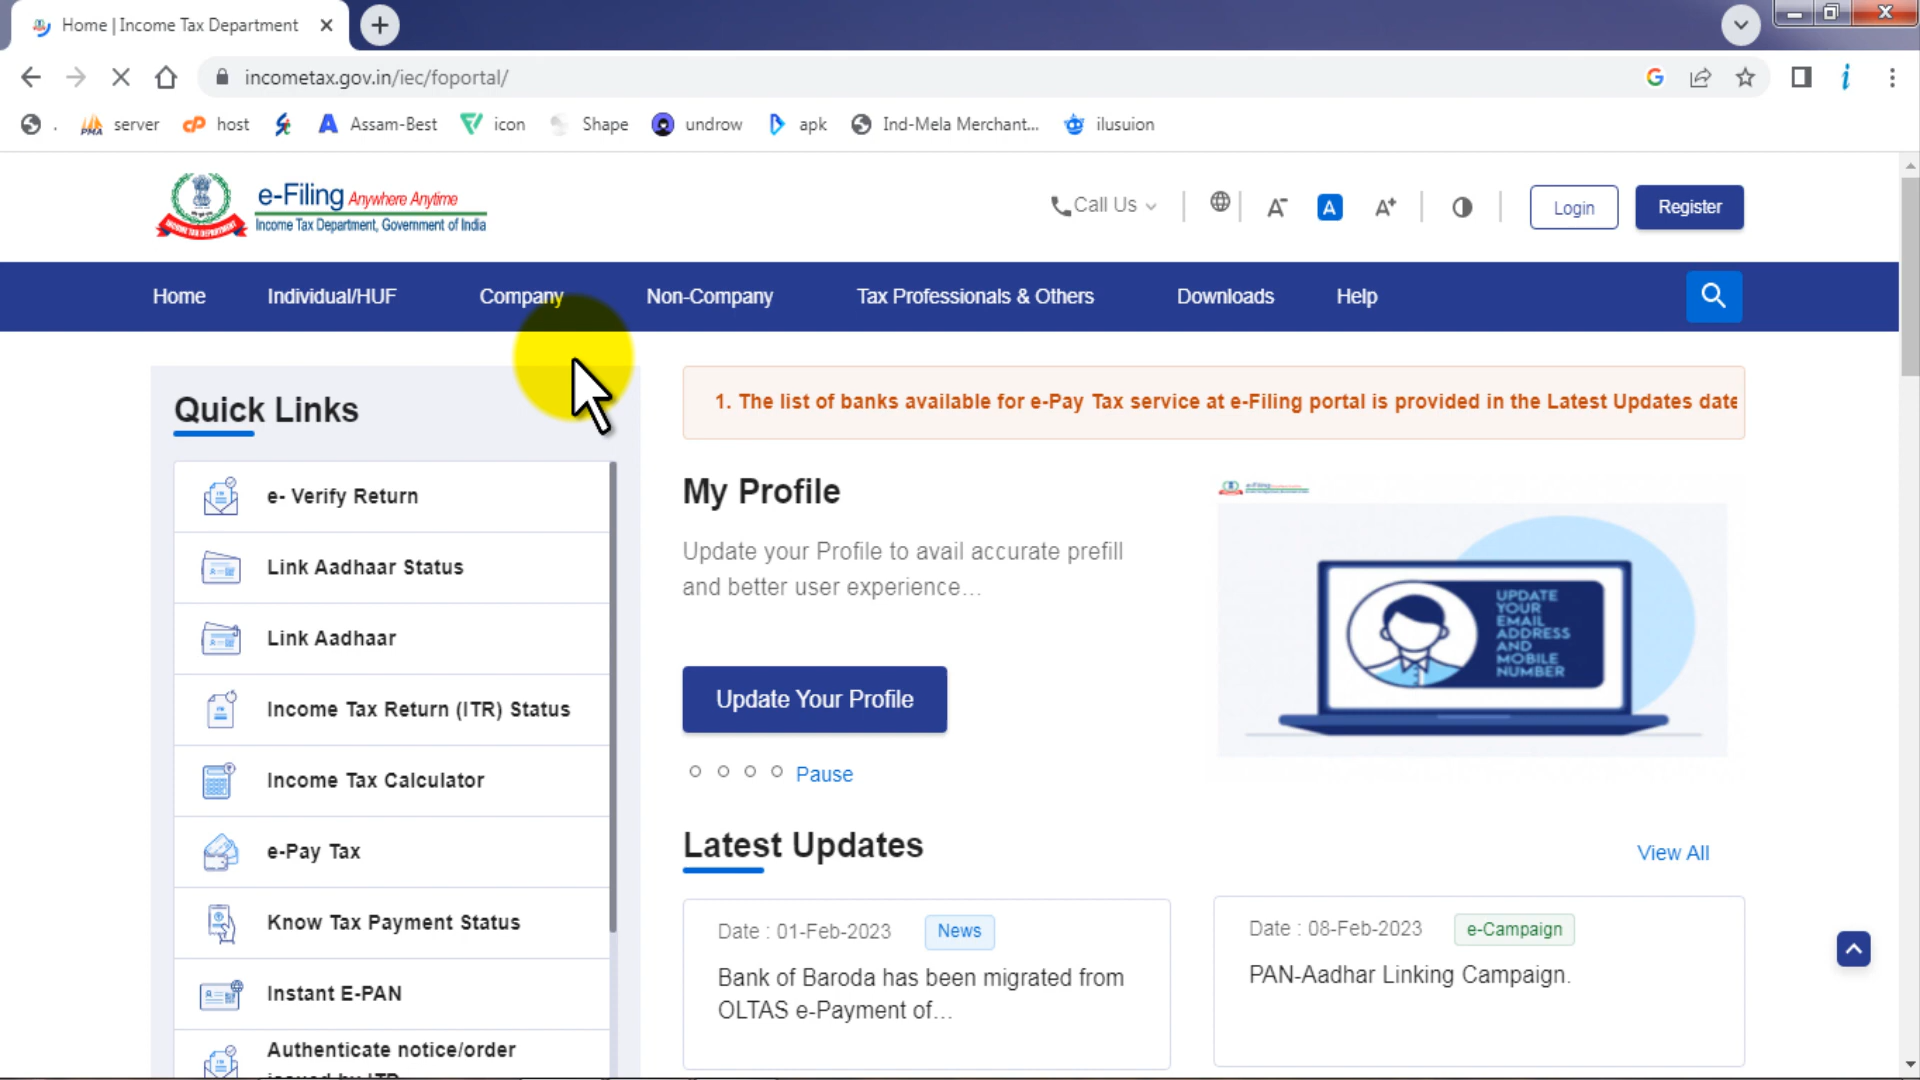 Home | Income Tax Department
incometax.gov.in/iec/foportal/
. server host Assam-Best icon Shape undrow apk Ind-Mela Merchant... ilusuion
e-Filing Anywhere Anytime
Income Tax Department, Government of India
Call Us A- A A+ Login Register
Home Individual/HUF Company Non-Company Tax Professionals & Others Downloads Help
Quick Links
e- Verify Return
Link Aadhaar Status
Link Aadhaar
Income Tax Return (ITR) Status
Income Tax Calculator
e-Pay Tax
Know Tax Payment Status
Instant E-PAN
Authenticate notice/order
issued by ITD
1. The list of banks available for e-Pay Tax service at e-Filing portal is provided in the Latest Updates date
My Profile
Update your Profile to avail accurate prefill
and better user experience...
Update Your Profile
Pause
UPDATE
YOUR
EMAIL
ADDRESS
AND
MOBILE
NUMBER
Latest Updates
View All
Date : 01-Feb-2023 News
Bank of Baroda has been migrated from
OLTAS e-Payment of...
Date : 08-Feb-2023 e-Campaign
PAN-Aadhar Linking Campaign.